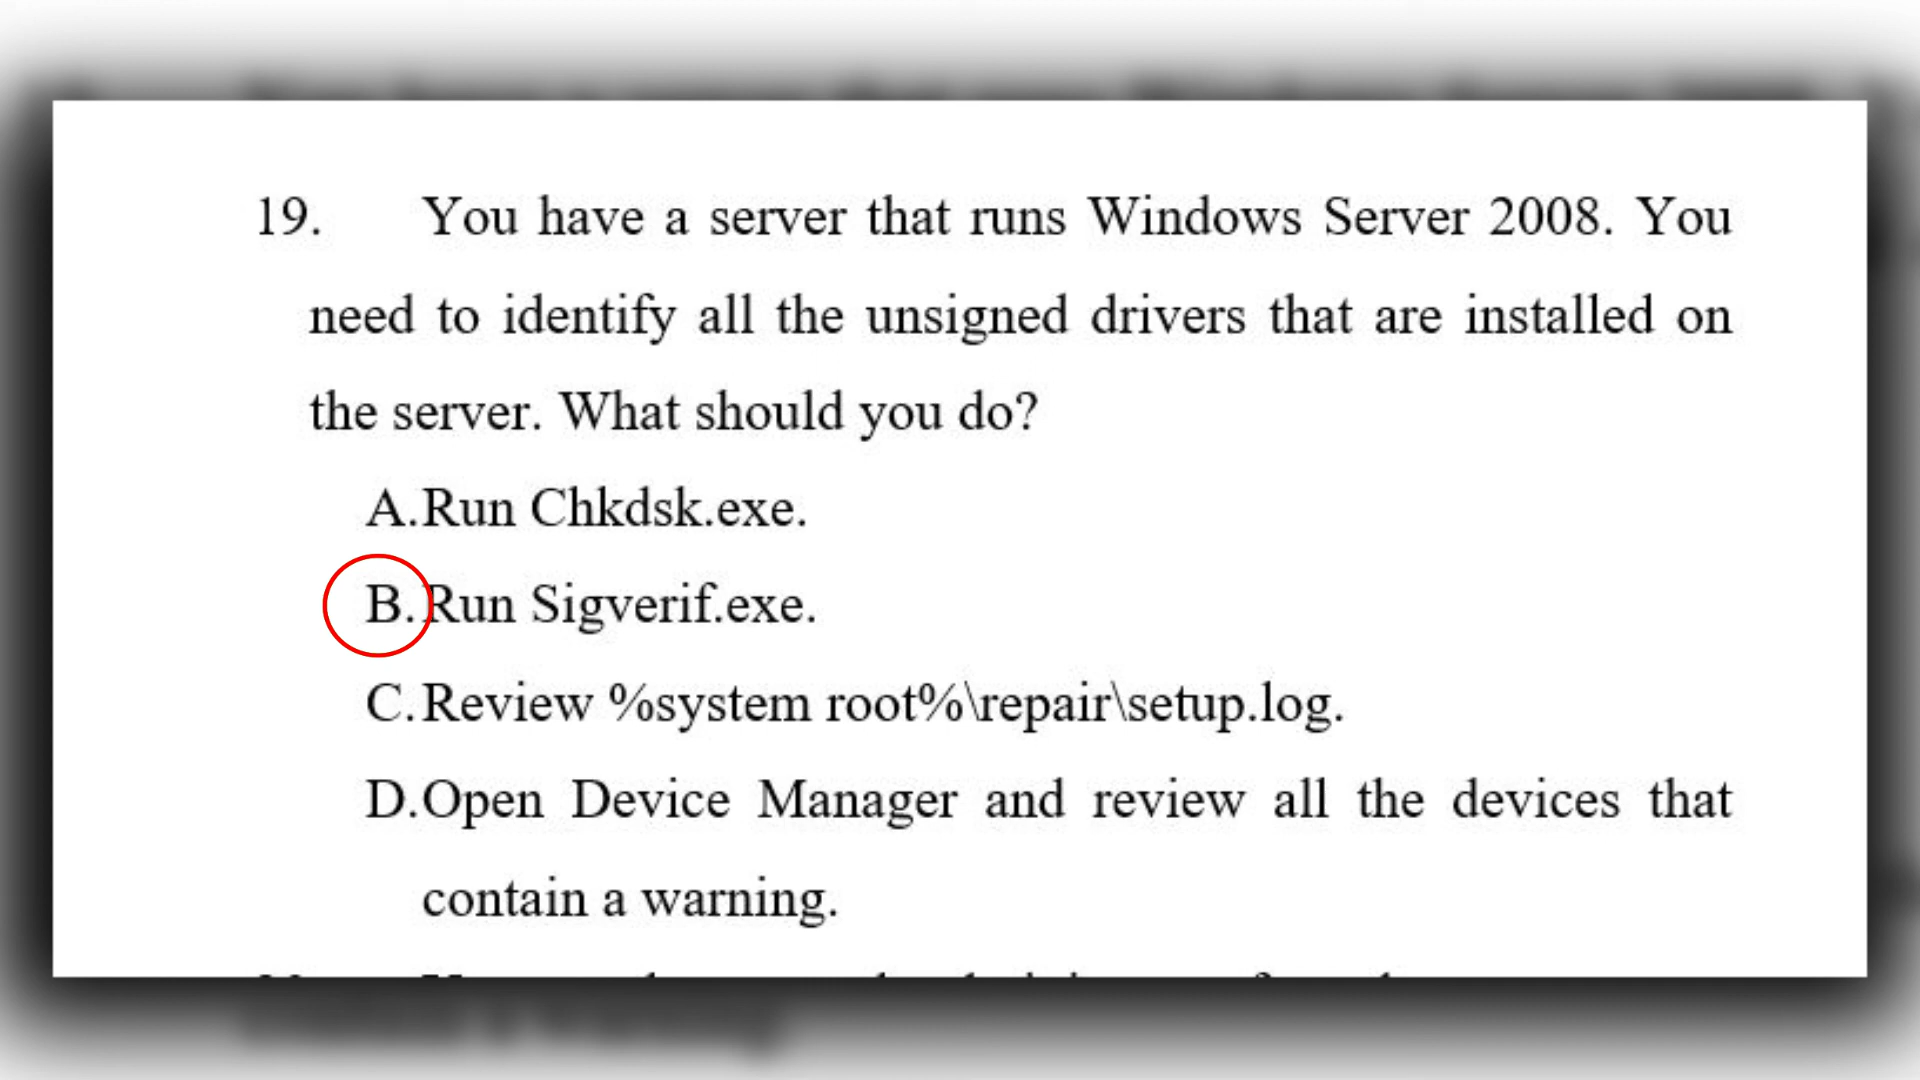 19. You have a server that runs Windows Server 2008. You
need to identify all the unsigned drivers that are installed on
the server. What should you do?
A.Run Chkdsk.exe.
B.Run Sigverif.exe.
C.Review %system root%\repair\setup.log.
D.Open Device Manager and review all the devices that
contain a warning.